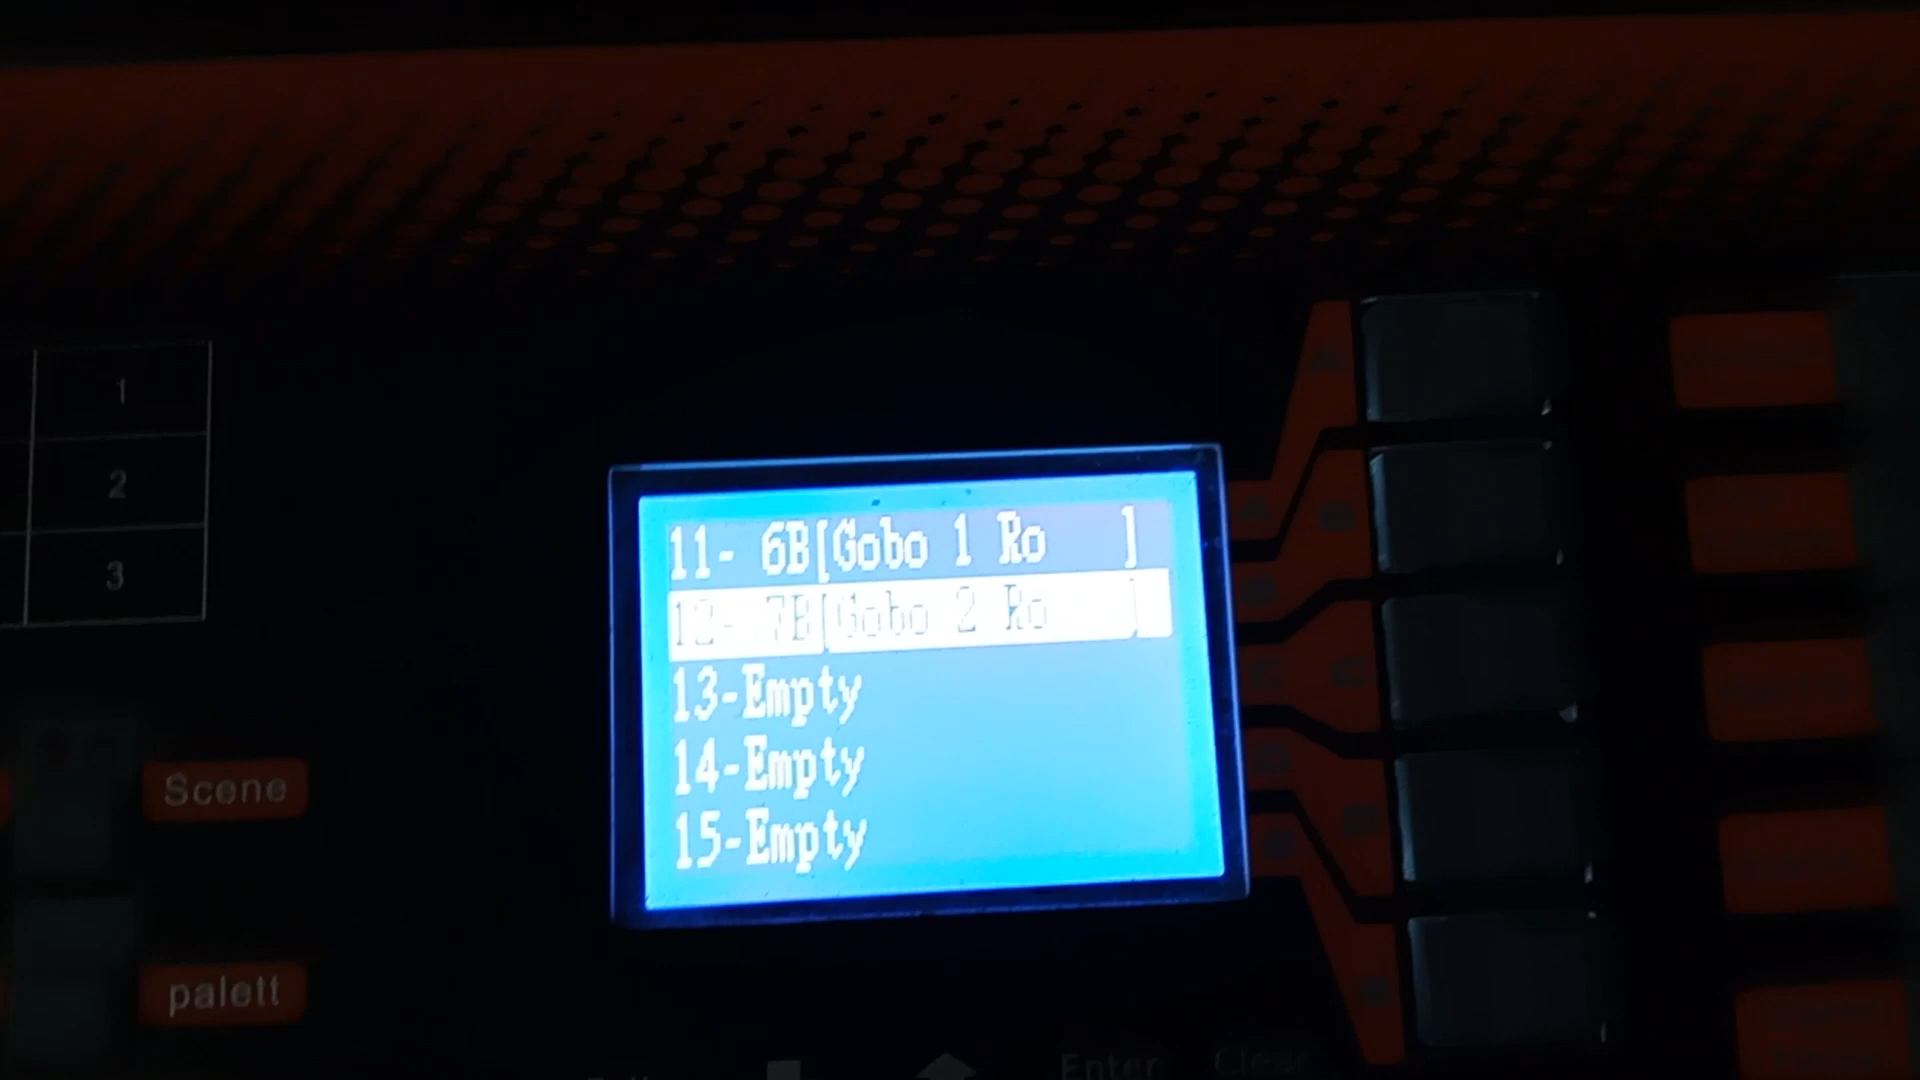 1
2
3
11- 6B[Gobo 1 Ro ]
12- 7B[Gobo 2 Ro ]
13-Empty
14-Empty
15-Empty
Scene
palett
Enter
Clear